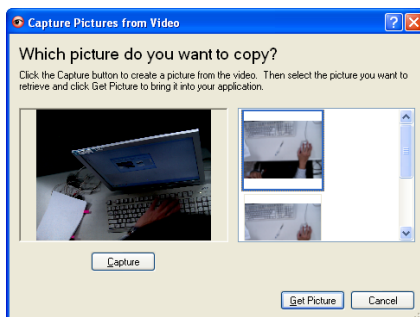 Capture Pictures from Video
Which picture do you want to copy?
Click the Capture button to create a picture from the video. Then select the picture you want to
retrieve and click Get Picture to bring it into your application.
Capture
Get Picture
Cancel